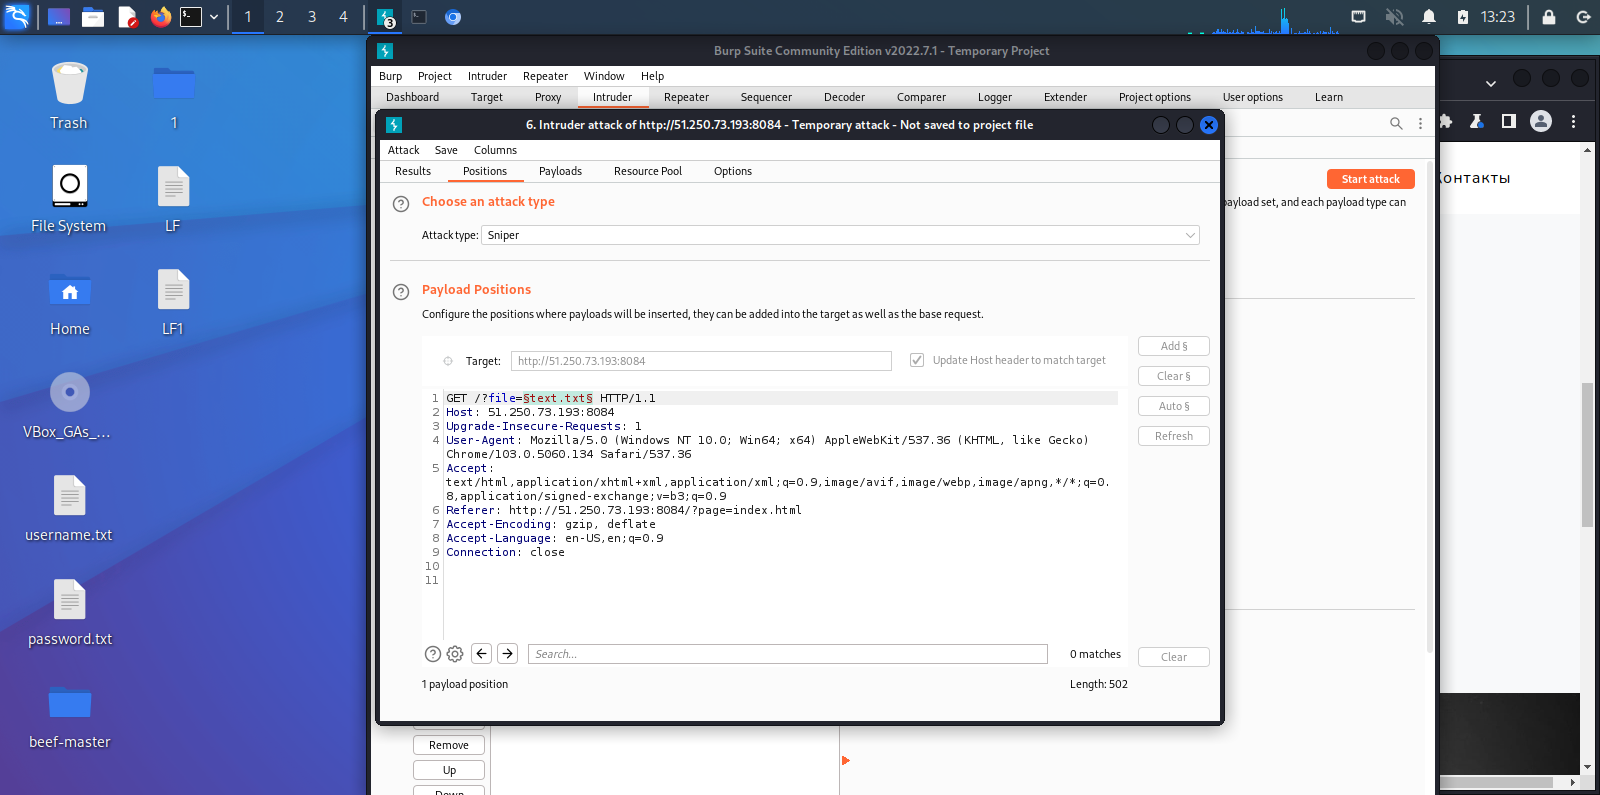 1 2 3 4
3
13:23
Trash
1
File System
LF
Home
LF1
VBox_GAs_...
username.txt
password.txt
beef-master
Burp Suite Community Edition v2022.7.1 - Temporary Project
Burp Project Intruder Repeater Window Help
Dashboard Target Proxy Intruder Repeater Sequencer Decoder Comparer Logger Extender Project options User options Learn
6. Intruder attack of http://51.250.73.193:8084 - Temporary attack - Not saved to project file
Attack Save Columns
Results Positions Payloads Resource Pool Options
Start attack
Контакты
Choose an attack type
ayload set, and each payload type can
Attack type: Sniper
Payload Positions
Configure the positions where payloads will be inserted, they can be added into the target as well as the base request.
Target: http://51.250.73.193:8084
Update Host header to match target
Add §
Clear §
Auto §
Refresh
1 GET /?file=§text.txt§ HTTP/1.1
2 Host: 51.250.73.193:8084
3 Upgrade-Insecure-Requests: 1
4 User-Agent: Mozilla/5.0 (Windows NT 10.0; Win64; x64) AppleWebKit/537.36 (KHTML, like Gecko)
Chrome/103.0.5060.134 Safari/537.36
5 Accept:
text/html,application/xhtml+xml,application/xml;q=0.9,image/avif,image/webp,image/apng,*/*;q=0.
8,application/signed-exchange;v=b3;q=0.9
6 Referer: http://51.250.73.193:8084/?page=index.html
7 Accept-Encoding: gzip, deflate
8 Accept-Language: en-US,en;q=0.9
9 Connection: close
10
11
Search...
0 matches
Clear
1 payload position
Length: 502
Remove
Up
Down